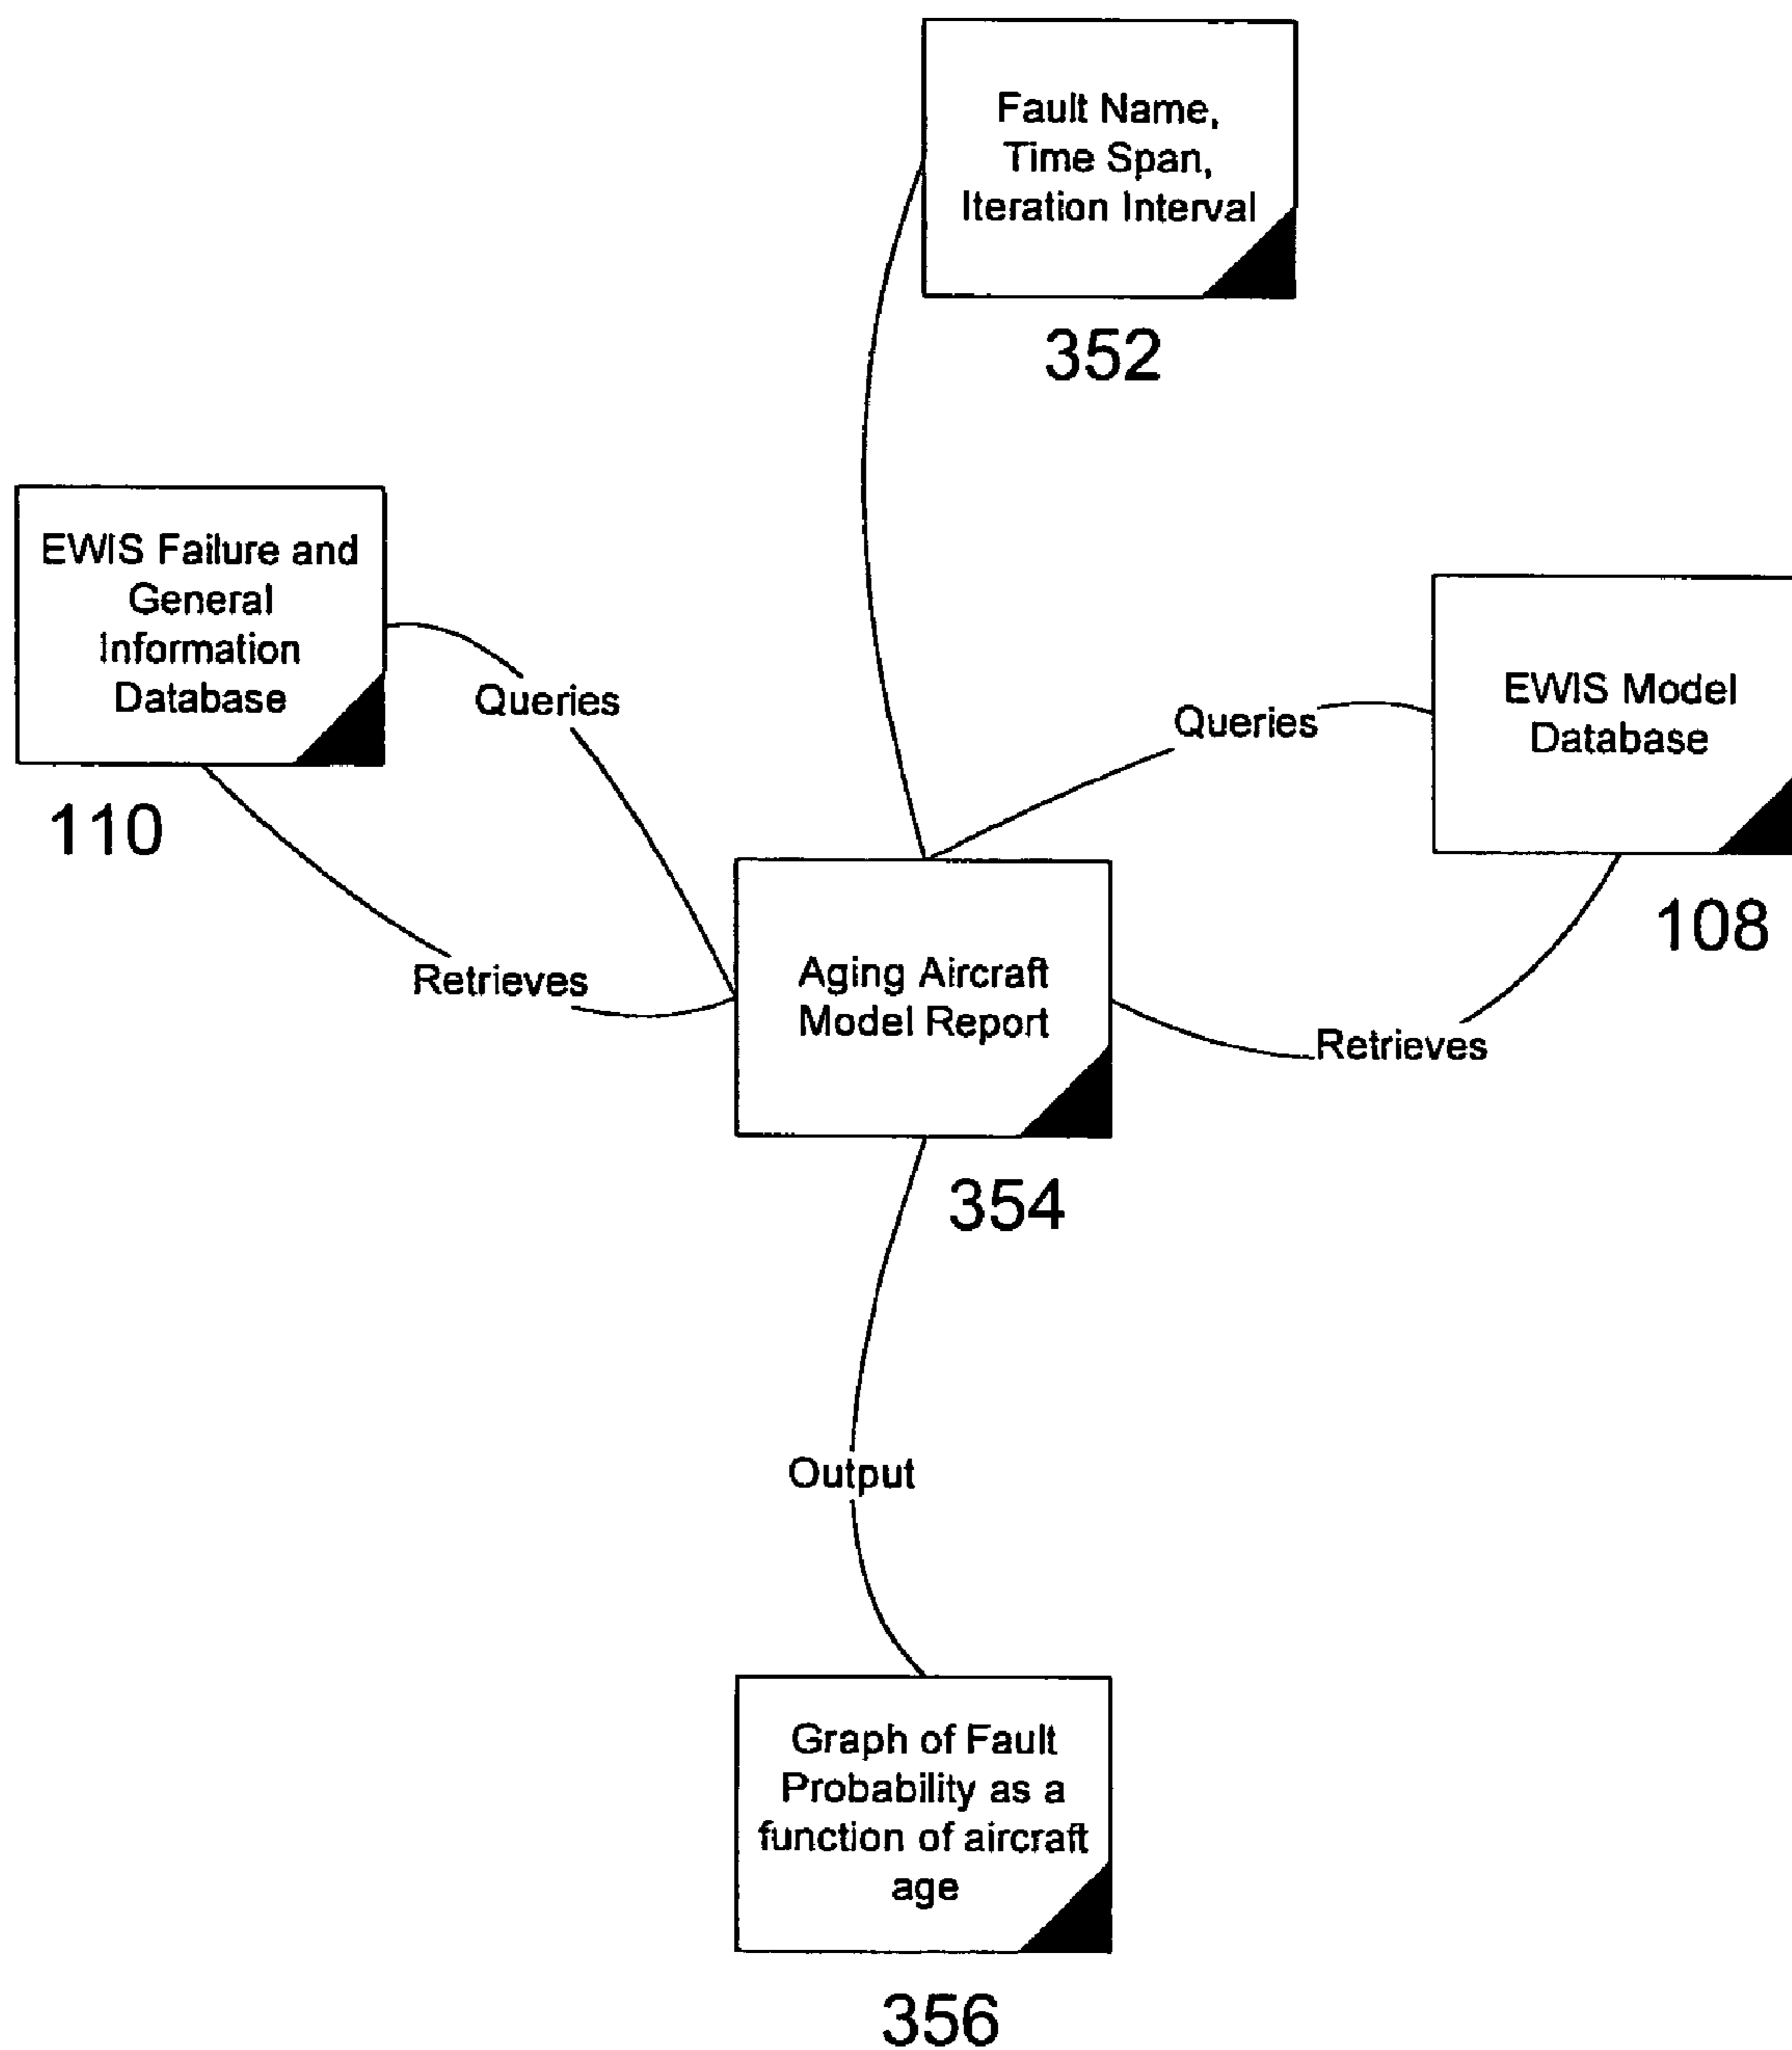 Fault Name,
Time Span,
Iteration Interval
352
EWIS Failure and
General
Information
Database
110
Queries
Retrieves
Queries
EWIS Model
Database
108
Retrieves
Aging Aircraft
Model Report
354
Output
Graph of Fault
Probability as a
function of aircraft
age
356